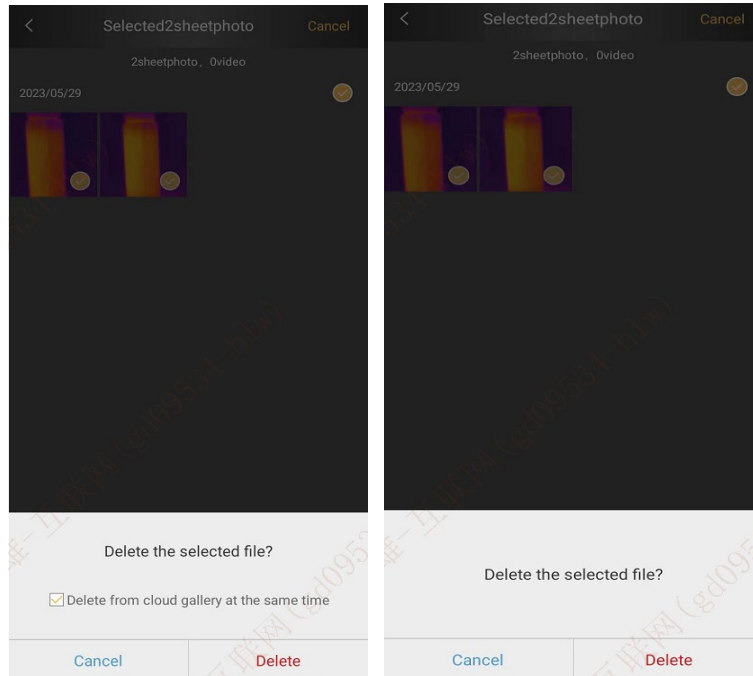 Selected2sheetphoto
Cancel
2sheetphoto, 0video
2023/05/29
Delete the selected file?
Delete from cloud gallery at the same time
Cancel
Delete
Selected2sheetphoto
Cancel
2sheetphoto, 0video
2023/05/29
Delete the selected file?
Cancel
Delete